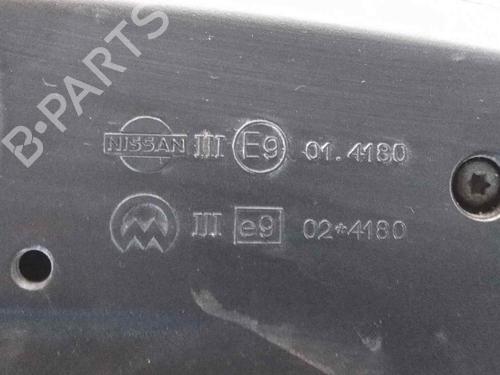 B-PARTS
NISSAN III E9 01.4180
M III e9 02*4180